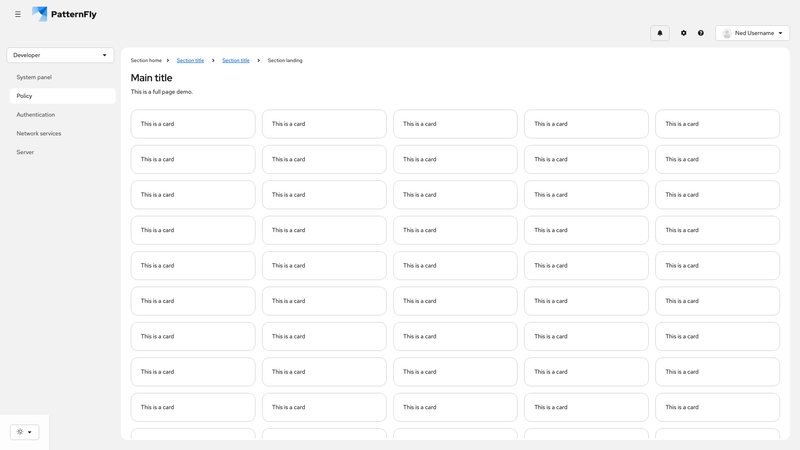 PatternFly
Ned Username
Developer
System panel
Policy
Authentication
Network services
Server
Section home Section title Section title Section landing
Main title
This is a full page demo.
This is a card This is a card This is a card This is a card This is a card
This is a card This is a card This is a card This is a card This is a card
This is a card This is a card This is a card This is a card This is a card
This is a card This is a card This is a card This is a card This is a card
This is a card This is a card This is a card This is a card This is a card
This is a card This is a card This is a card This is a card This is a card
This is a card This is a card This is a card This is a card This is a card
This is a card This is a card This is a card This is a card This is a card
This is a card This is a card This is a card This is a card This is a card